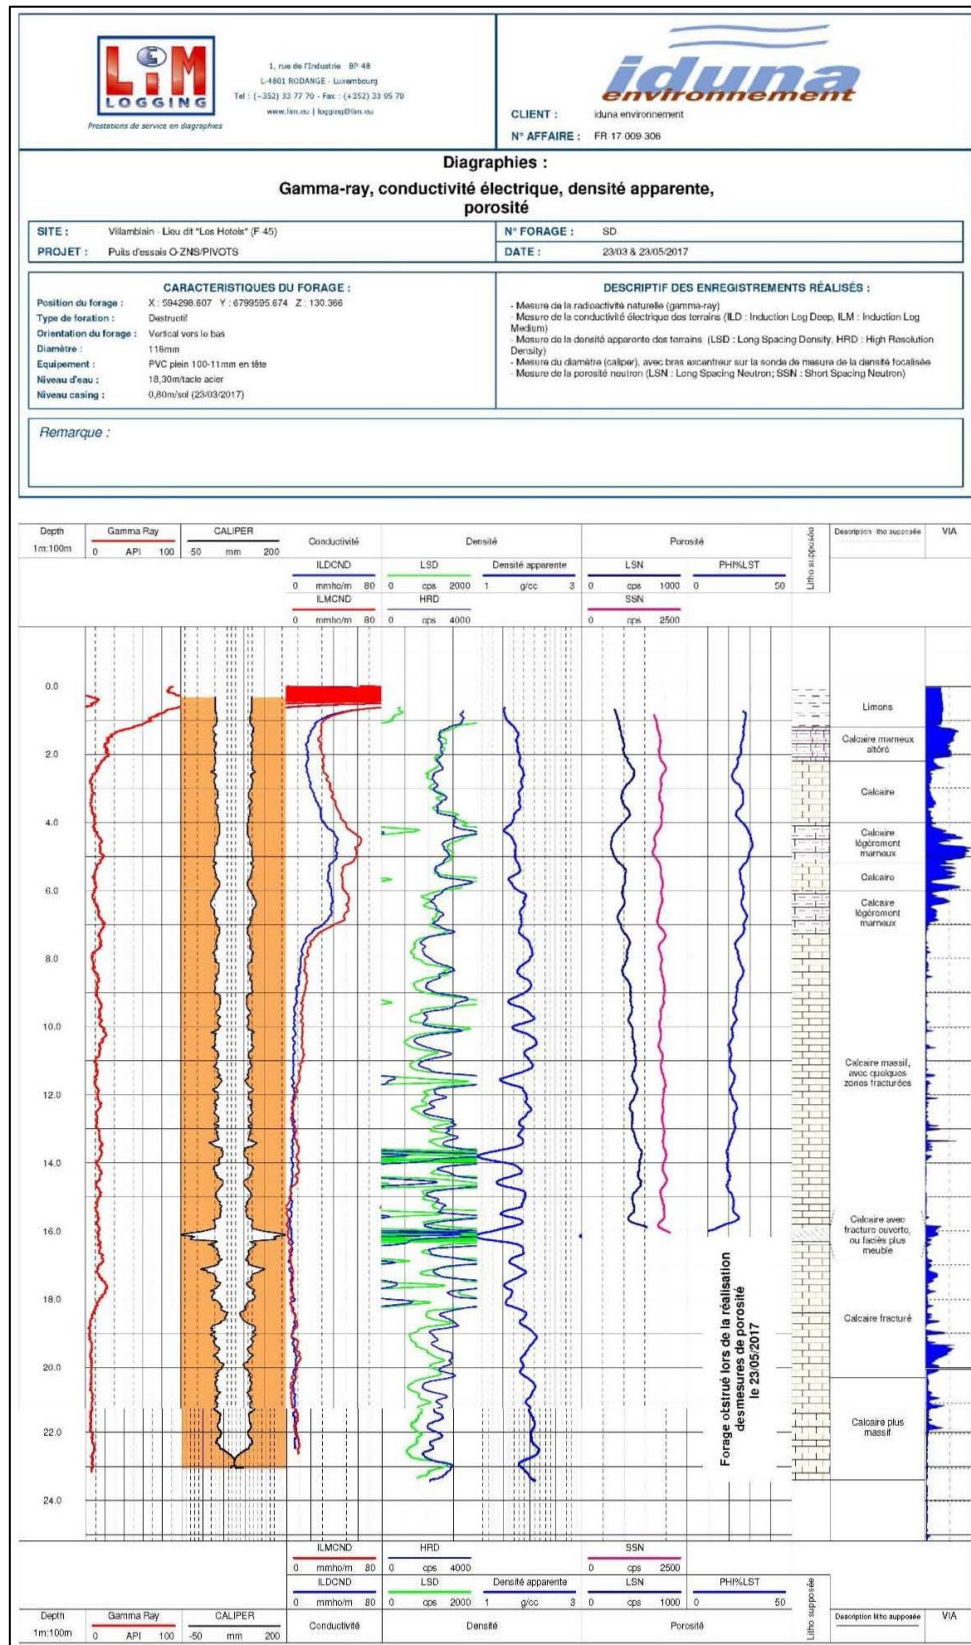 LiM
LOGGING
Prestations de service en diagraphies
1, rue de l'Industrie BP 48
L-4801 RODANGE - Luxembourg
Tel : (+352) 33 77 70 - Fax : (+352) 33 95 70
www.lim.eu | logging@lim.eu
iduna
environnement
CLIENT : iduna environnement
N° AFFAIRE : FR 17 009 306
Diagraphies :
Gamma-ray, conductivité électrique, densité apparente,
porosité
SITE : Villamblain - Lieu dit "Les Hotels" (F-45)
N° FORAGE : SD
PROJET : Puits d'essais O-ZNS/PIVOTS
DATE : 23/03 & 23/05/2017
CARACTERISTIQUES DU FORAGE :
Position du forage : X : 594298.607 Y : 6799595.674 Z : 130.366
Type de foration : Destructif
Orientation du forage : Vertical vers le bas
Diamètre : 116mm
Equipement : PVC plein 100-11mm en tête
Niveau d'eau : 18,30m/tacle acier
Niveau casing : 0,80m/sol (23/03/2017)
DESCRIPTIF DES ENREGISTREMENTS RÉALISÉS :
- Mesure de la radioactivité naturelle (gamma-ray)
- Mesure de la conductivité électrique des terrains (ILD : Induction Log Deep, ILM : Induction Log
Medium)
- Mesure de la densité apparente des terrains (LSD : Long Spacing Density, HRD : High Resolution
Density)
- Mesure du diamètre (caliper), avec bras excentreur sur la sonde de mesure de la densité focalisée
- Mesure de la porosité neutron (LSN : Long Spacing Neutron; SSN : Short Spacing Neutron)
Remarque :
Depth Gamma Ray CALIPER Conductivité Densité Porosité Litho supposée Description litho supposée VIA
1m:100m 0 API 100 -50 mm 200
ILDCND LSD Densité apparente LSN PHI%LST
0 mmho/m 80 0 cps 2000 1 g/cc 3 0 cps 1000 0 50
ILMCND HRD SSN
0 mmho/m 80 0 cps 4000 0 cps 2500
0.0
Limons
2.0
Calcaire marneux
altéré
Calcaire
4.0
Calcaire
légèrement
marneux
Calcaire
6.0
Calcaire
légèrement
marneux
8.0
10.0
Calcaire massif,
avec quelques
zones fracturées
12.0
14.0
16.0
Calcaire avec
fracture ouverte,
ou faciès plus
meuble
18.0
Calcaire fracturé
20.0
Forage obstrué lors de la réalisation
desmesures de porosité
le 23/05/2017
Calcaire plus
massif
22.0
24.0
ILMCND HRD SSN
0 mmho/m 80 0 cps 4000 0 cps 2500
ILDCND LSD Densité apparente LSN PHI%LST
0 mmho/m 80 0 cps 2000 1 g/cc 3 0 cps 1000 0 50
Depth Gamma Ray CALIPER Conductivité Densité Porosité Litho supposée Description litho supposée VIA
1m:100m 0 API 100 -50 mm 200